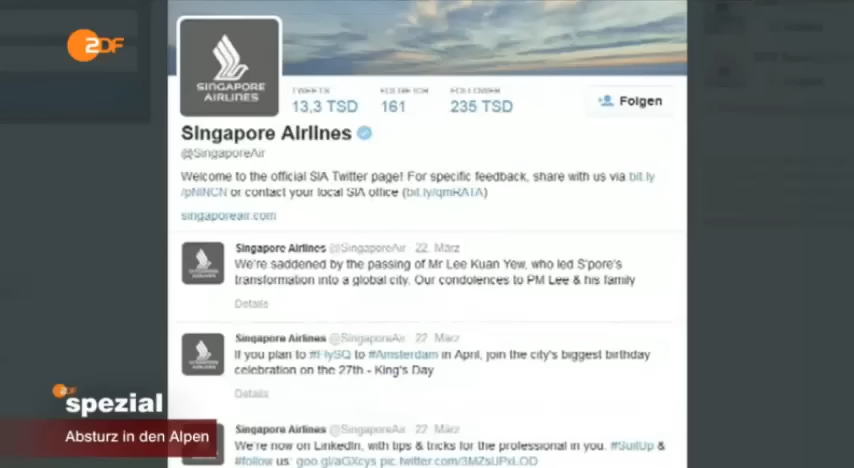 ZDF
SINGAPORE
AIRLINES
TWEETS FOLGE ICH FOLLOWER
13,3 TSD 161 235 TSD
Folgen
Singapore Airlines
@SingaporeAir
Welcome to the official SIA Twitter page! For specific feedback, share with us via bit.ly
or contact your local SIA office
singaporeair.com
Singapore Airlines @SingaporeAir · 22. März
We're saddened by the passing of Mr Lee Kuan Yew, who led S'pore's
transformation into a global city. Our condolences to PM Lee & his family
Details
Singapore Airlines @SingaporeAir · 22. März
If you plan to #FlySQ to #Amsterdam in April, join the city's biggest birthday
celebration on the 27th - King's Day
Details
Singapore Airlines @SingaporeAir · 22. März
We're now on LinkedIn, with tips & tricks for the professional in you. #SuitUp &
#follow us:
ZDF
spezial
Absturz in den Alpen